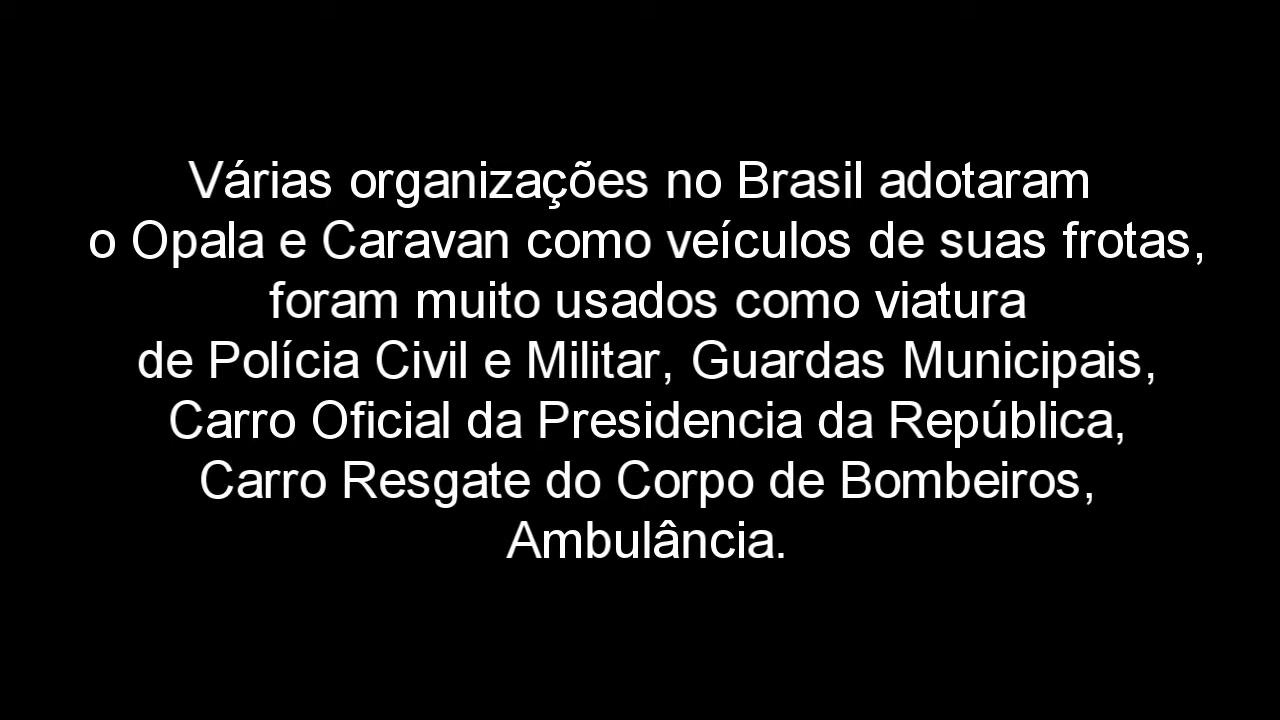 Várias organizações no Brasil adotaram
o Opala e Caravan como veículos de suas frotas,
foram muito usados como viatura
de Polícia Civil e Militar, Guardas Municipais,
Carro Oficial da Presidencia da República,
Carro Resgate do Corpo de Bombeiros,
Ambulância.